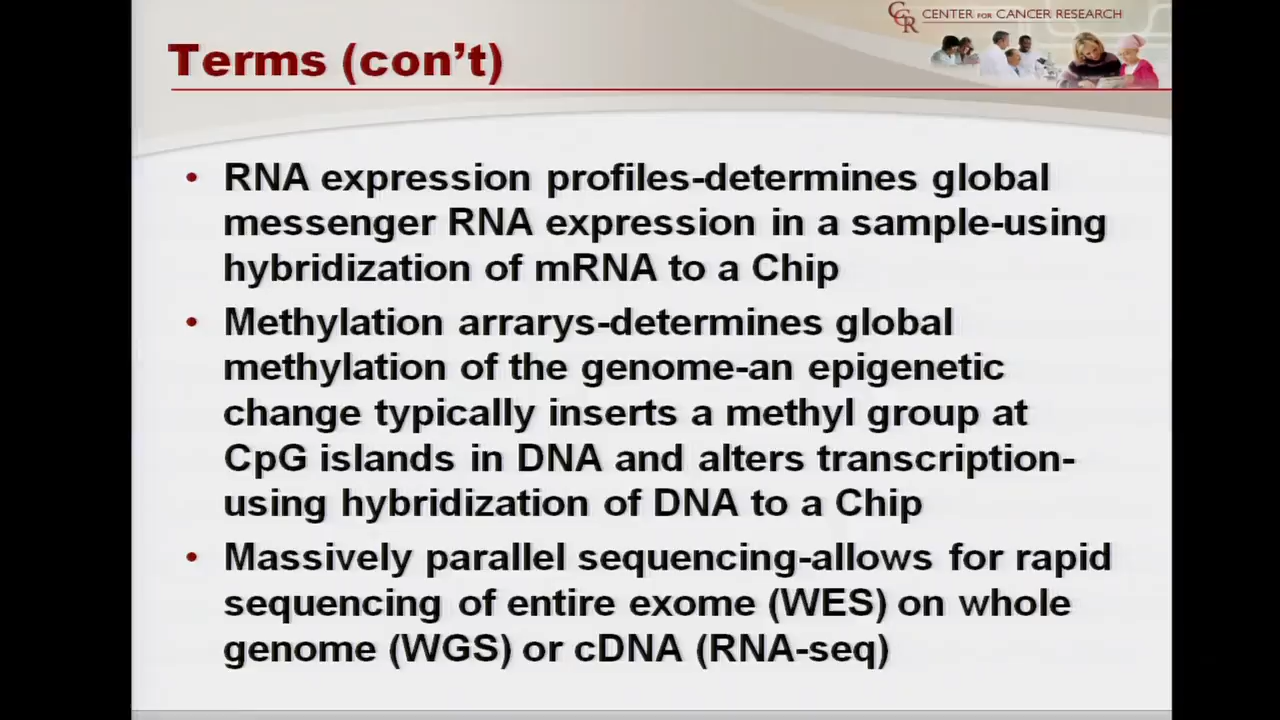 CCR CENTER FOR CANCER RESEARCH
Terms (con’t)
• RNA expression profiles-determines global
messenger RNA expression in a sample-using
hybridization of mRNA to a Chip
• Methylation arrarys-determines global
methylation of the genome-an epigenetic
change typically inserts a methyl group at
CpG islands in DNA and alters transcription-
using hybridization of DNA to a Chip
• Massively parallel sequencing-allows for rapid
sequencing of entire exome (WES) on whole
genome (WGS) or cDNA (RNA-seq)